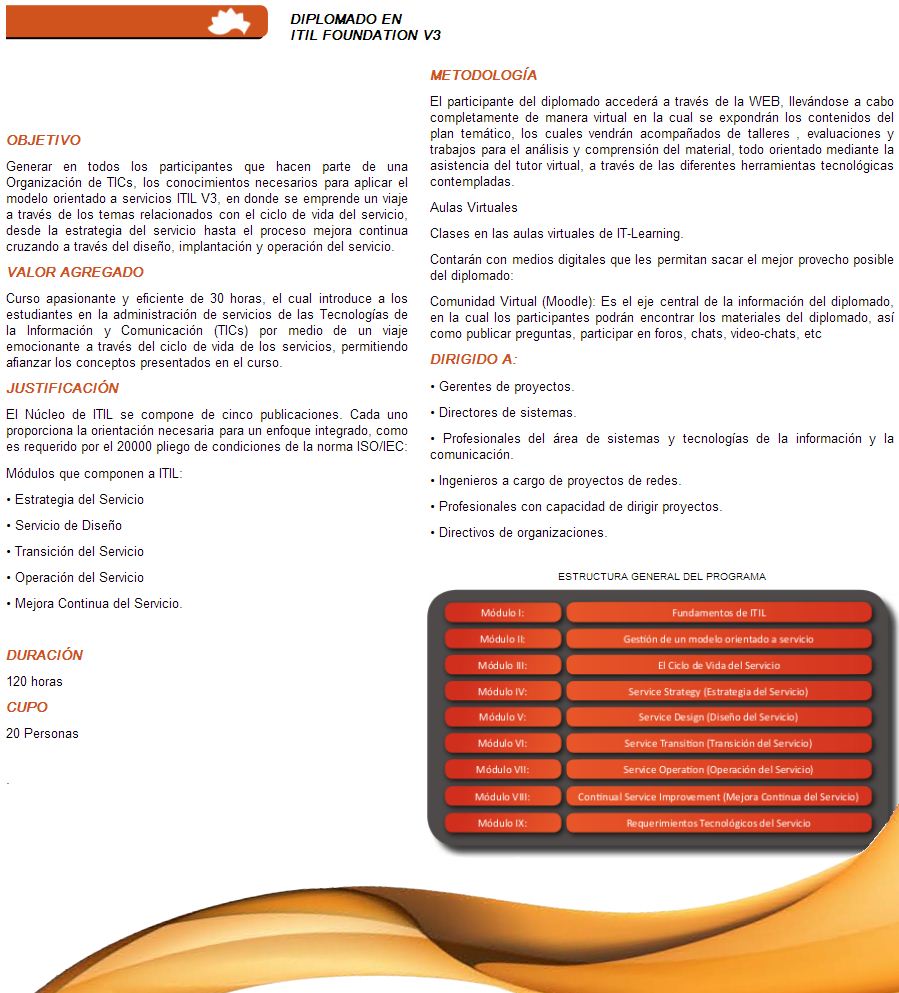 DIPLOMADO EN
ITIL FOUNDATION V3
OBJETIVO
Generar en todos los participantes que hacen parte de una
Organización de TICs, los conocimientos necesarios para aplicar el
modelo orientado a servicios ITIL V3, en donde se emprende un viaje
a través de los temas relacionados con el ciclo de vida del servicio,
desde la estrategia del servicio hasta el proceso mejora continua
cruzando a través del diseño, implantación y operación del servicio.
VALOR AGREGADO
Curso apasionante y eficiente de 30 horas, el cual introduce a los
estudiantes en la administración de servicios de las Tecnologías de
la Información y Comunicación (TICs) por medio de un viaje
emocionante a través del ciclo de vida de los servicios, permitiendo
afianzar los conceptos presentados en el curso.
JUSTIFICACIÓN
El Núcleo de ITIL se compone de cinco publicaciones. Cada uno
proporciona la orientación necesaria para un enfoque integrado, como
es requerido por el 20000 pliego de condiciones de la norma ISO/IEC:
Módulos que componen a ITIL:
• Estrategia del Servicio
• Servicio de Diseño
• Transición del Servicio
• Operación del Servicio
• Mejora Continua del Servicio.
DURACIÓN
120 horas
CUPO
20 Personas
.
METODOLOGÍA
El participante del diplomado accederá a través de la WEB, llevándose a cabo
completamente de manera virtual en la cual se expondrán los contenidos del
plan temático, los cuales vendrán acompañados de talleres , evaluaciones y
trabajos para el análisis y comprensión del material, todo orientado mediante la
asistencia del tutor virtual, a través de las diferentes herramientas tecnológicas
contempladas.
Aulas Virtuales
Clases en las aulas virtuales de IT-Learning.
Contarán con medios digitales que les permitan sacar el mejor provecho posible
del diplomado:
Comunidad Virtual (Moodle): Es el eje central de la información del diplomado,
en la cual los participantes podrán encontrar los materiales del diplomado, así
como publicar preguntas, participar en foros, chats, video-chats, etc
DIRIGIDO A:
• Gerentes de proyectos.
• Directores de sistemas.
• Profesionales del área de sistemas y tecnologías de la información y la
comunicación.
• Ingenieros a cargo de proyectos de redes.
• Profesionales con capacidad de dirigir proyectos.
• Directivos de organizaciones.
ESTRUCTURA GENERAL DEL PROGRAMA
Módulo I: Fundamentos de ITIL
Módulo II: Gestión de un modelo orientado a servicio
Módulo III: El Ciclo de Vida del Servicio
Módulo IV: Service Strategy (Estrategia del Servicio)
Módulo V: Service Design (Diseño del Servicio)
Módulo VI: Service Transition (Transición del Servicio)
Módulo VII: Service Operation (Operación del Servicio)
Módulo VIII: Continual Service Improvement (Mejora Continua del Servicio)
Módulo IX: Requerimientos Tecnológicos del Servicio